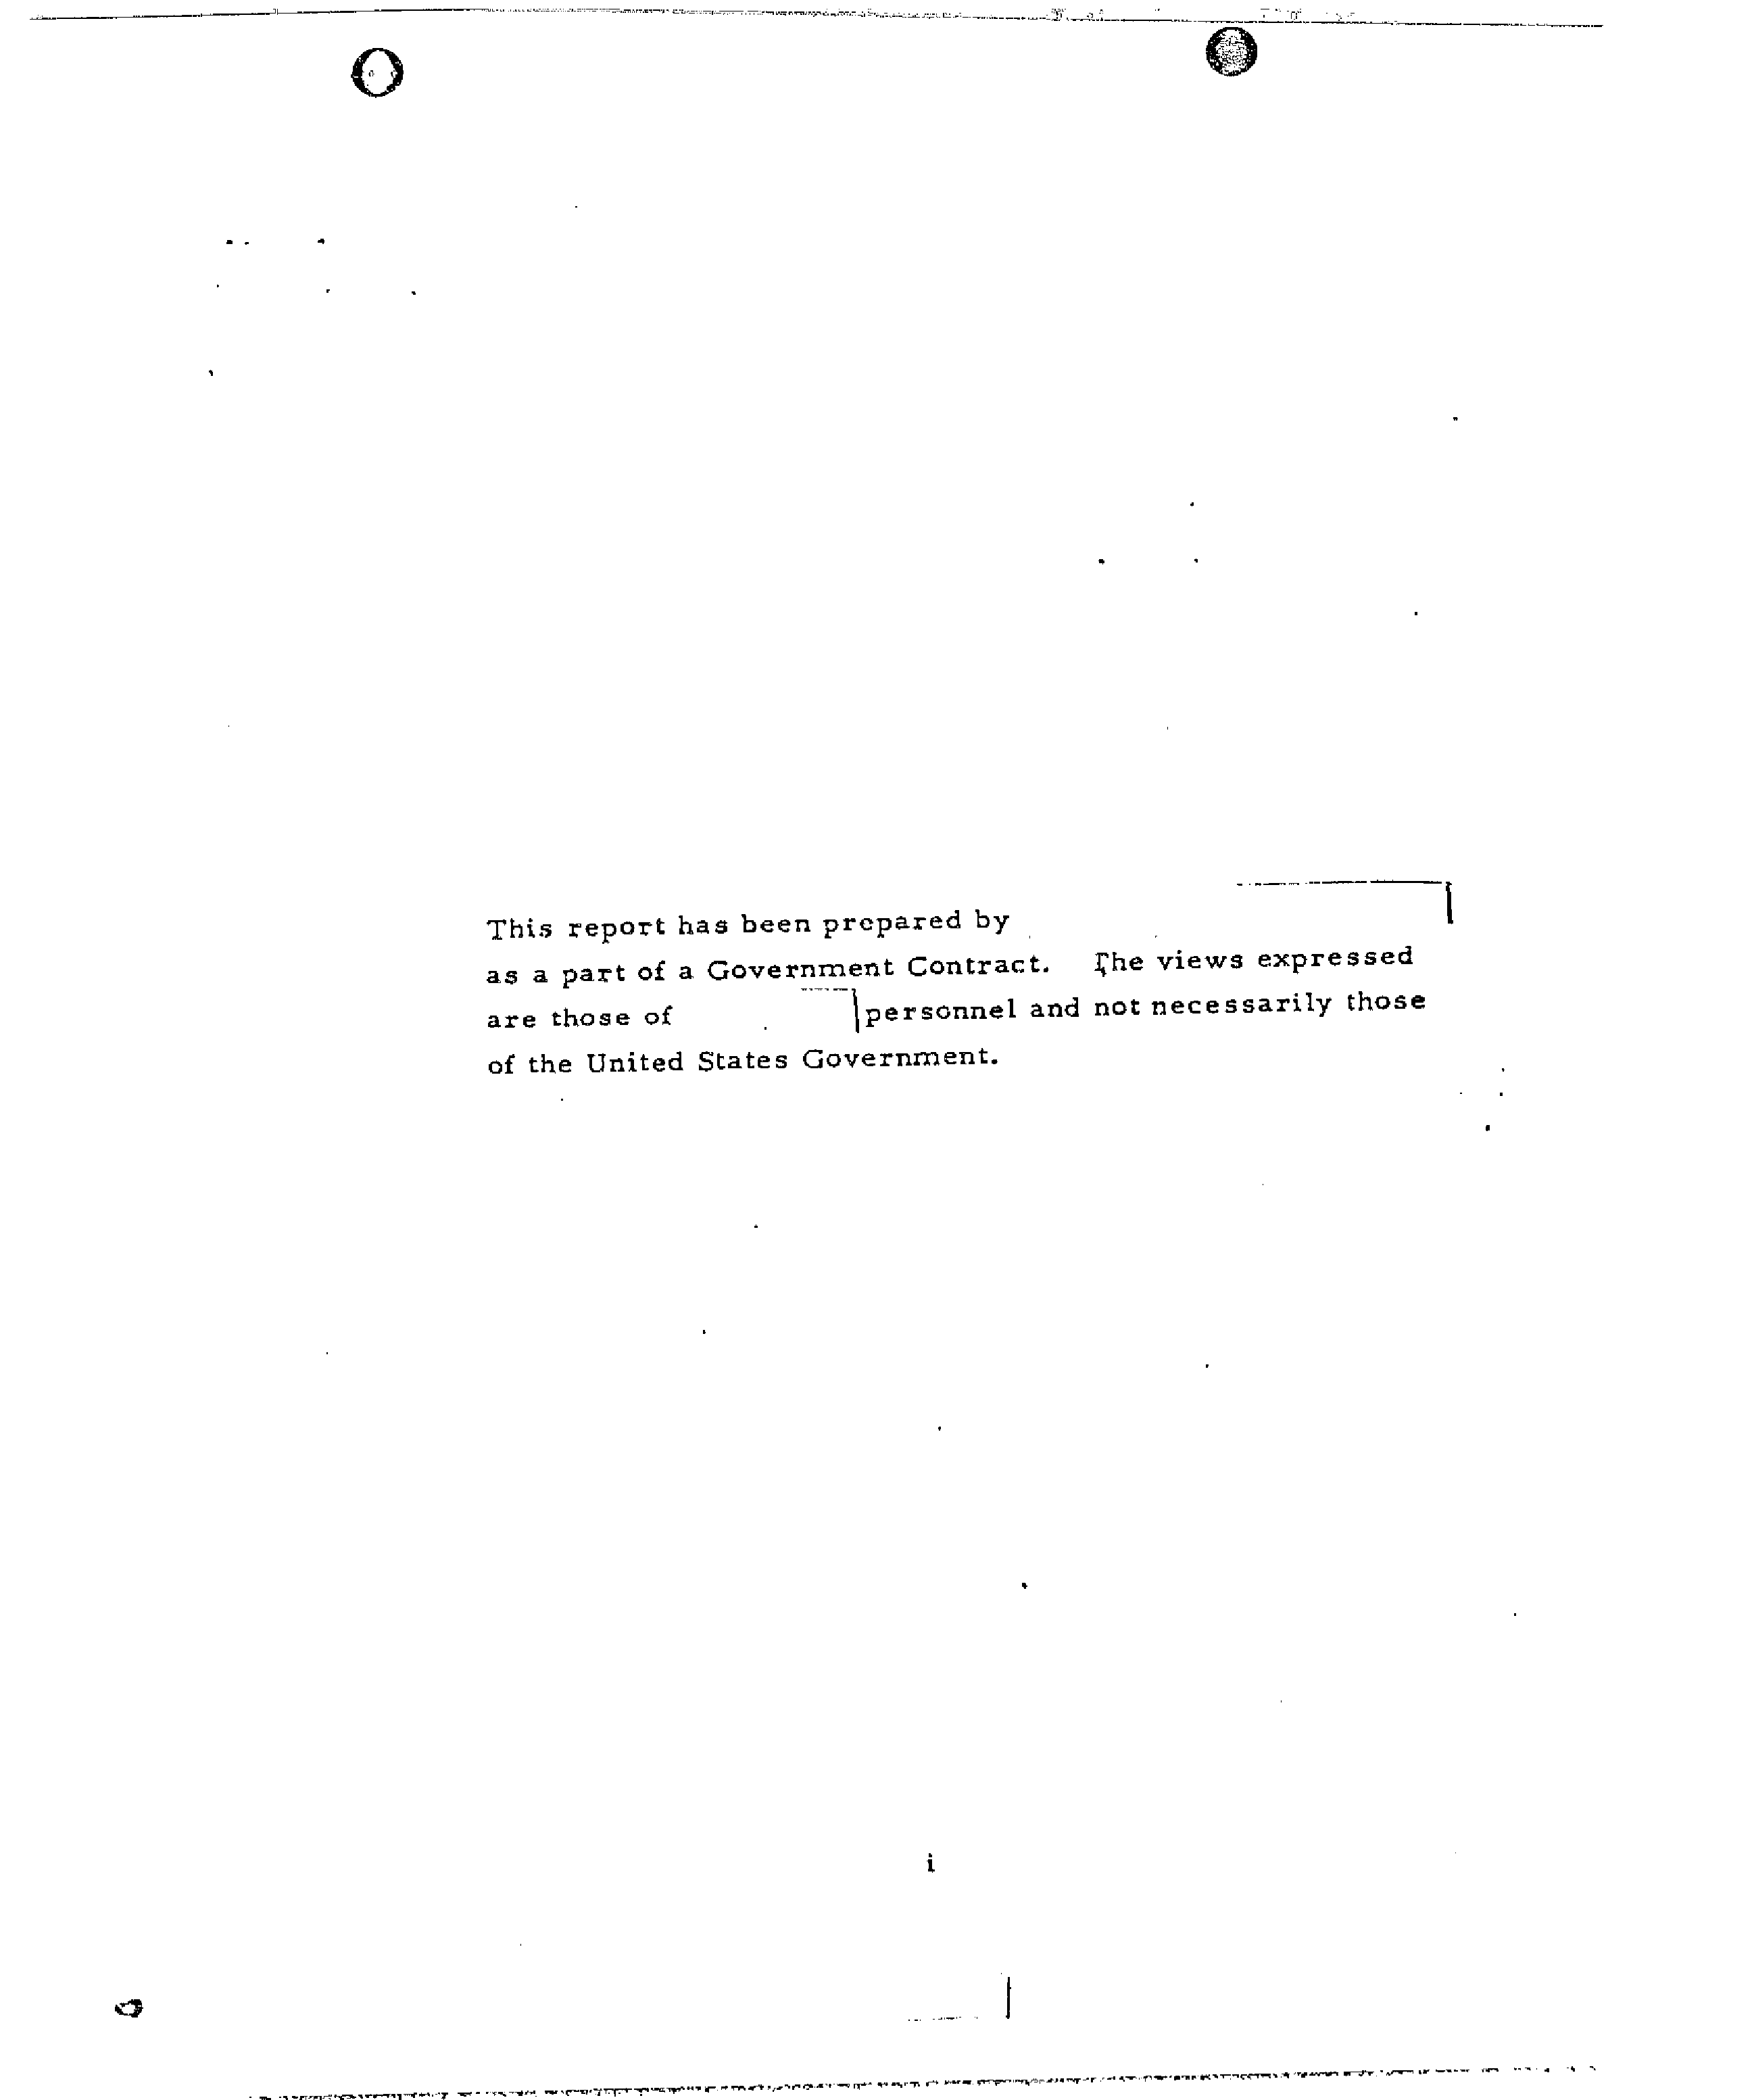 This report has been prepared by
as a part of a Government Contract. The views expressed
are those of personnel and not necessarily those
of the United States Government.
i